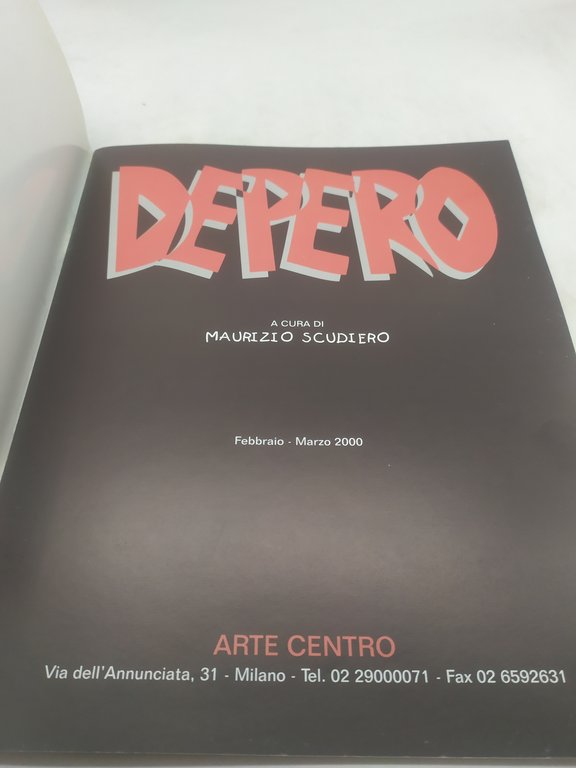 DEPERO
A CURA DI
MAURIZIO SCUDIERO
Febbraio - Marzo 2000
ARTE CENTRO
Via dell'Annunciata, 31 - Milano - Tel. 02 29000071 - Fax 02 6592631